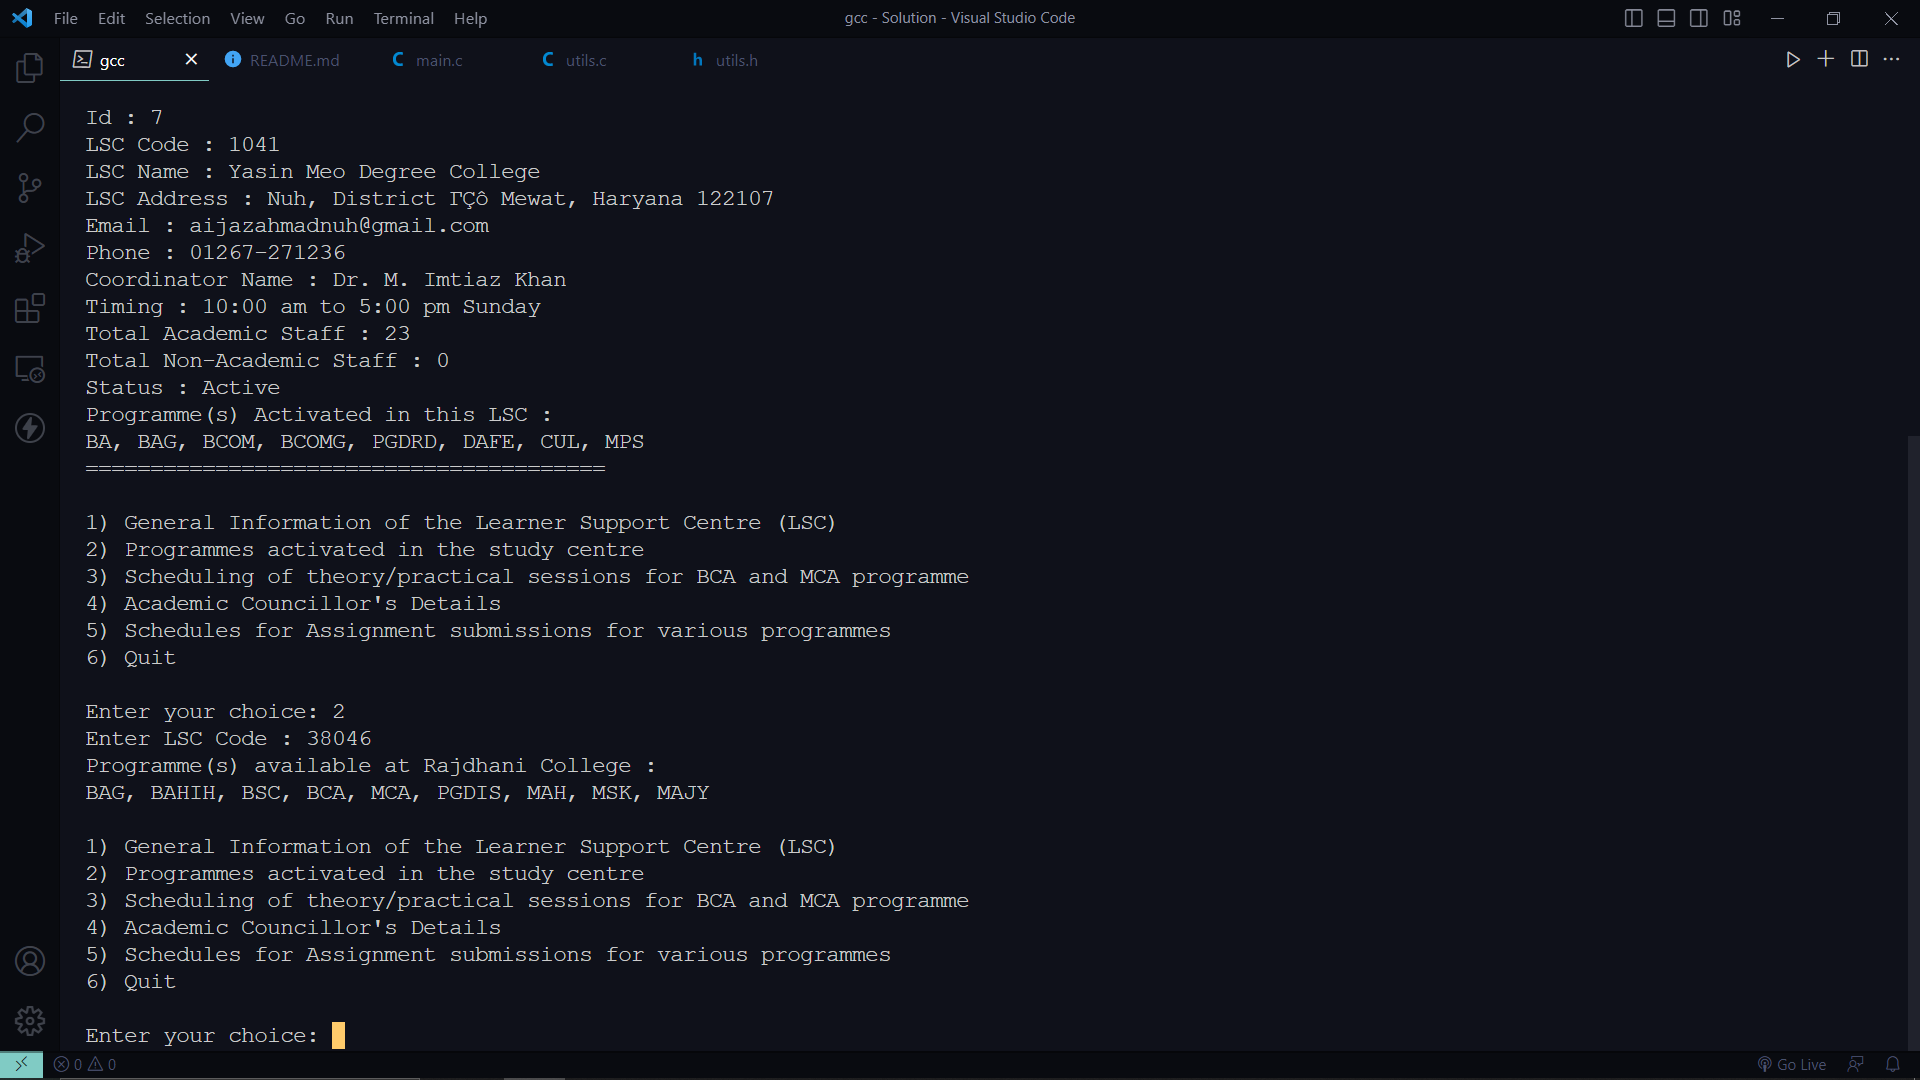 File Edit Selection View Go Run Terminal Help
gcc - Solution - Visual Studio Code
gcc
README.md
C main.c
C utils.c
h utils.h
Id : 7
LSC Code : 1041
LSC Name : Yasin Meo Degree College
LSC Address : Nuh, District ΓÇô Mewat, Haryana 122107
Email : aijazahmadnuh@gmail.com
Phone : 01267-271236
Coordinator Name : Dr. M. Imtiaz Khan
Timing : 10:00 am to 5:00 pm Sunday
Total Academic Staff : 23
Total Non-Academic Staff : 0
Status : Active
Programme(s) Activated in this LSC :
BA, BAG, BCOM, BCOMG, PGDRD, DAFE, CUL, MPS
========================================
1) General Information of the Learner Support Centre (LSC)
2) Programmes activated in the study centre
3) Scheduling of theory/practical sessions for BCA and MCA programme
4) Academic Councillor's Details
5) Schedules for Assignment submissions for various programmes
6) Quit
Enter your choice: 2
Enter LSC Code : 38046
Programme(s) available at Rajdhani College :
BAG, BAHIH, BSC, BCA, MCA, PGDIS, MAH, MSK, MAJY
1) General Information of the Learner Support Centre (LSC)
2) Programmes activated in the study centre
3) Scheduling of theory/practical sessions for BCA and MCA programme
4) Academic Councillor's Details
5) Schedules for Assignment submissions for various programmes
6) Quit
Enter your choice:
0 0
Go Live